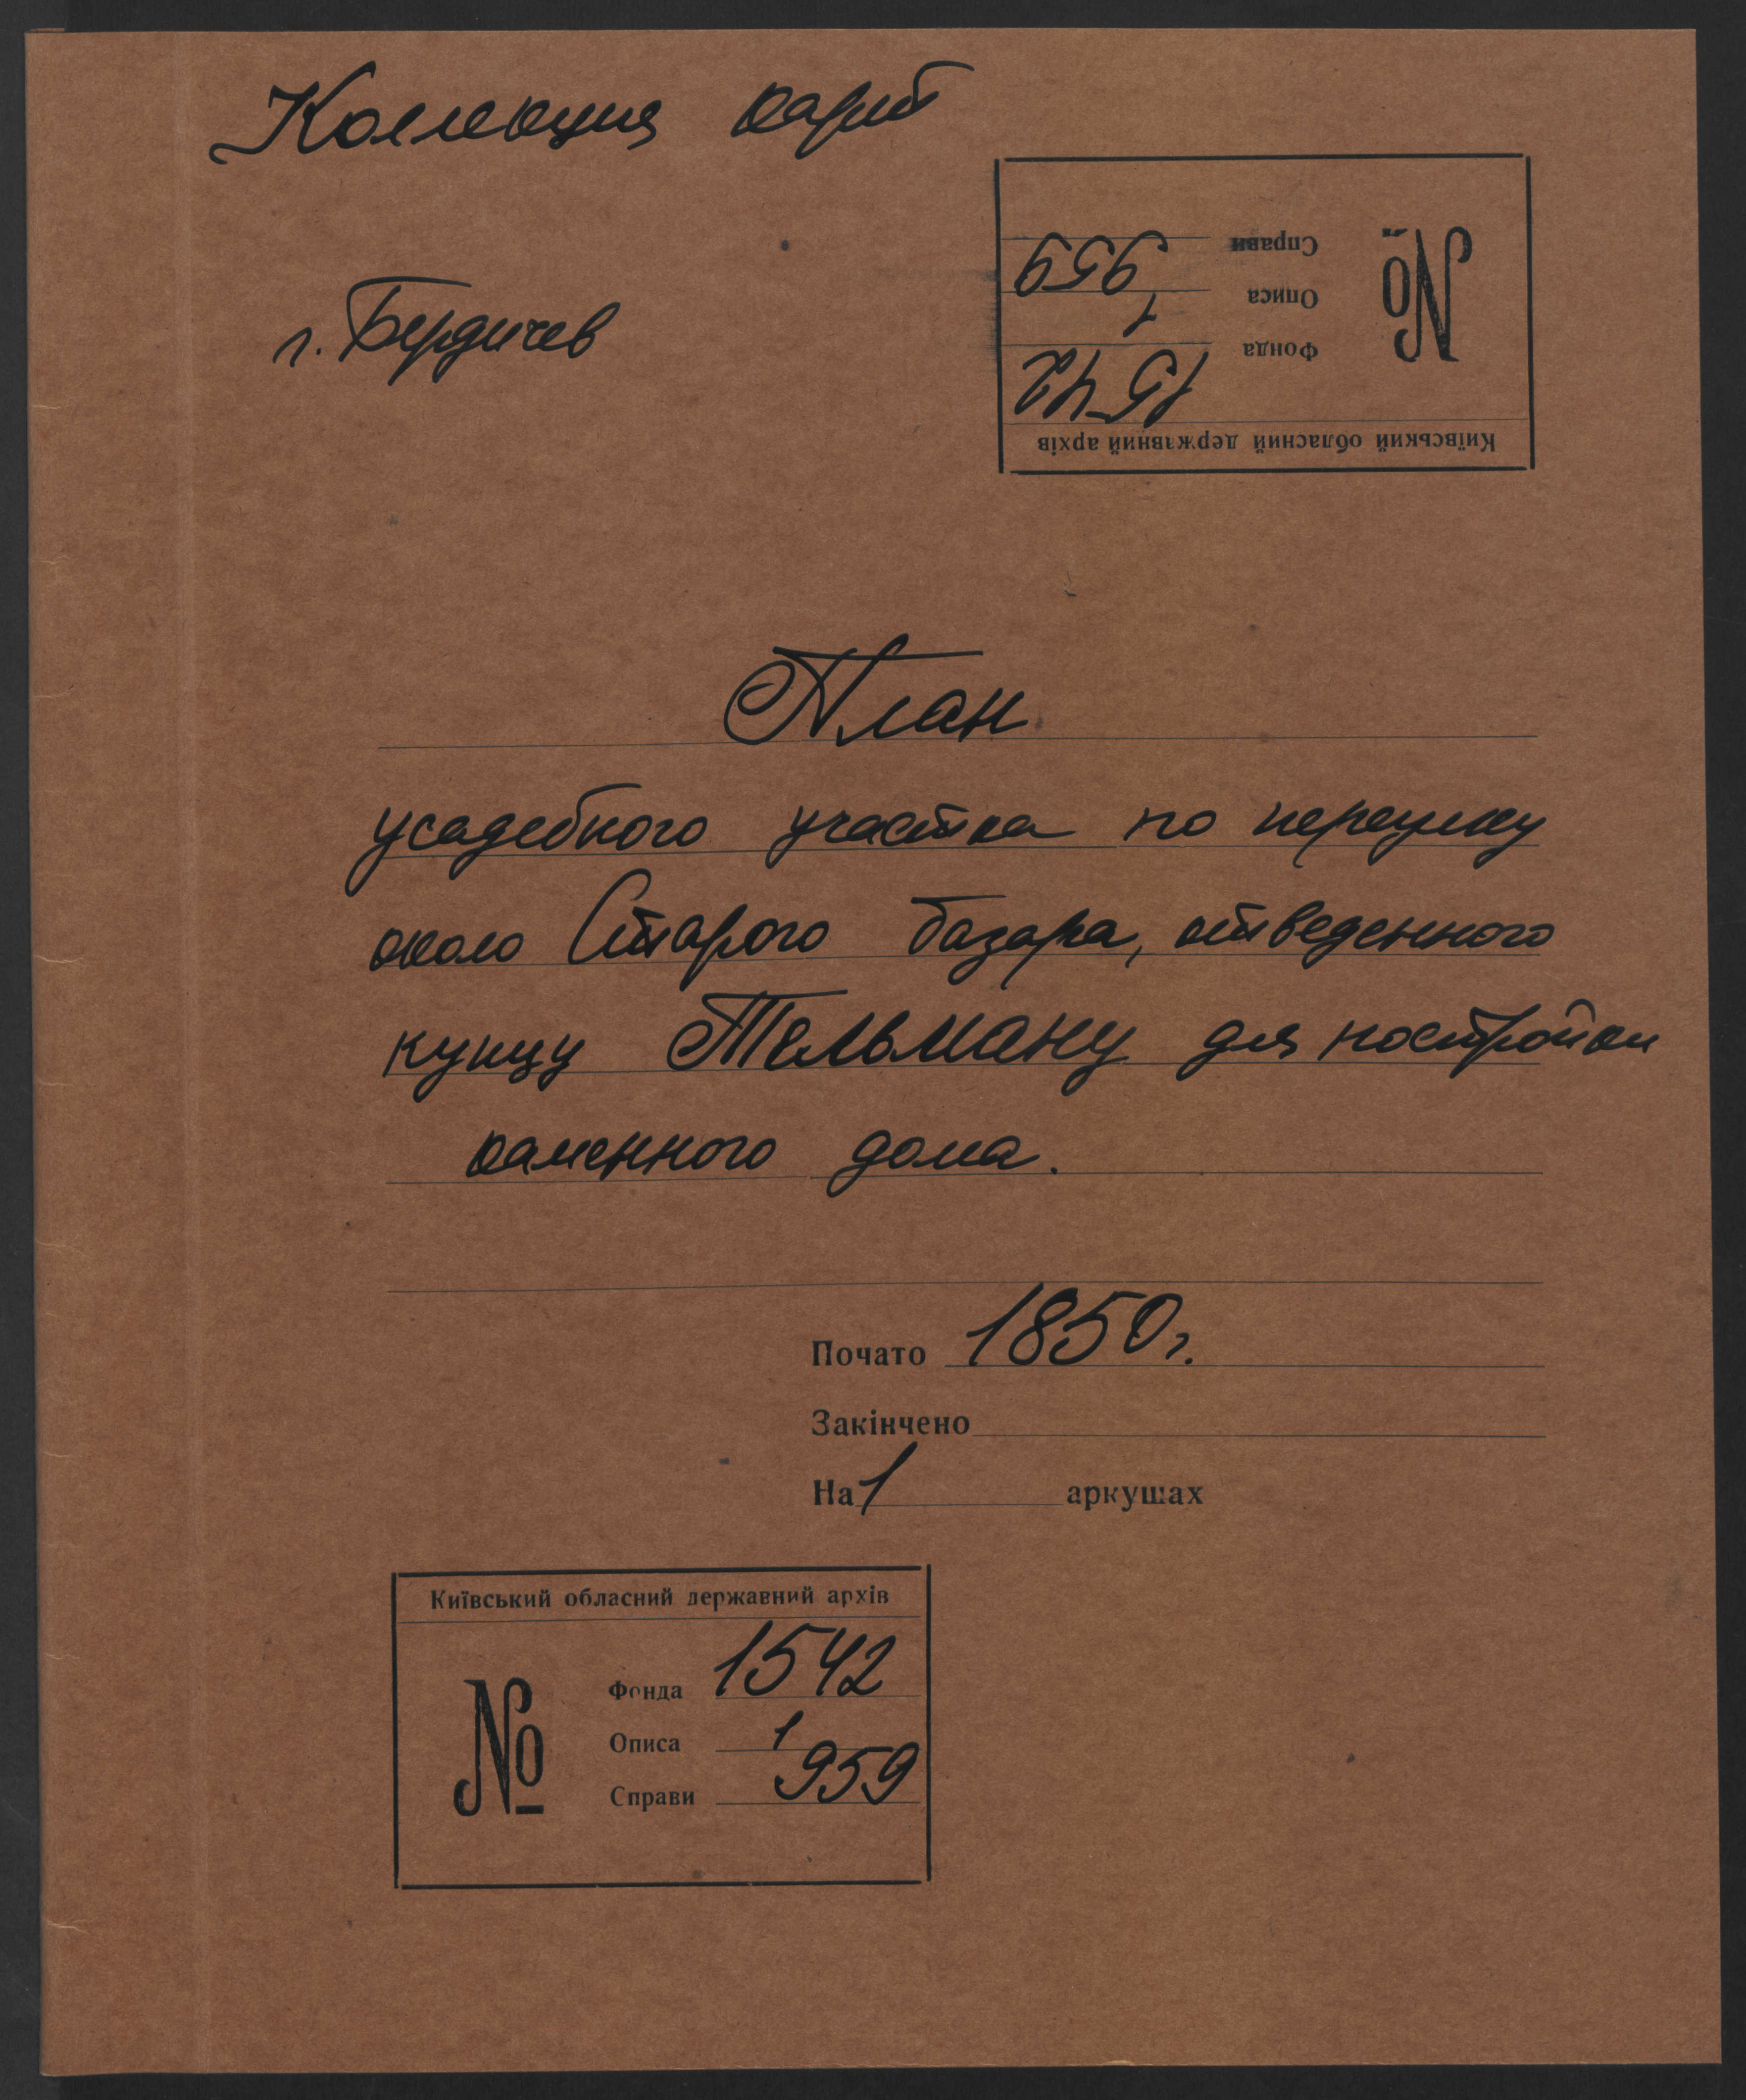 Коллекция карт
Київський обласний державний архів
Фонда 1542
№ Описа 1
Справи 959
г. Бердичев
План
усадебного участка по переулку
около Старого базара, отведенного
купцу Тельману для постройки
каменного дома.
Почато 1850 г.
Закінчено
На 1 аркушах
Київський обласний державний архів
Фонда 1542
№ Описа 1
Справи 959